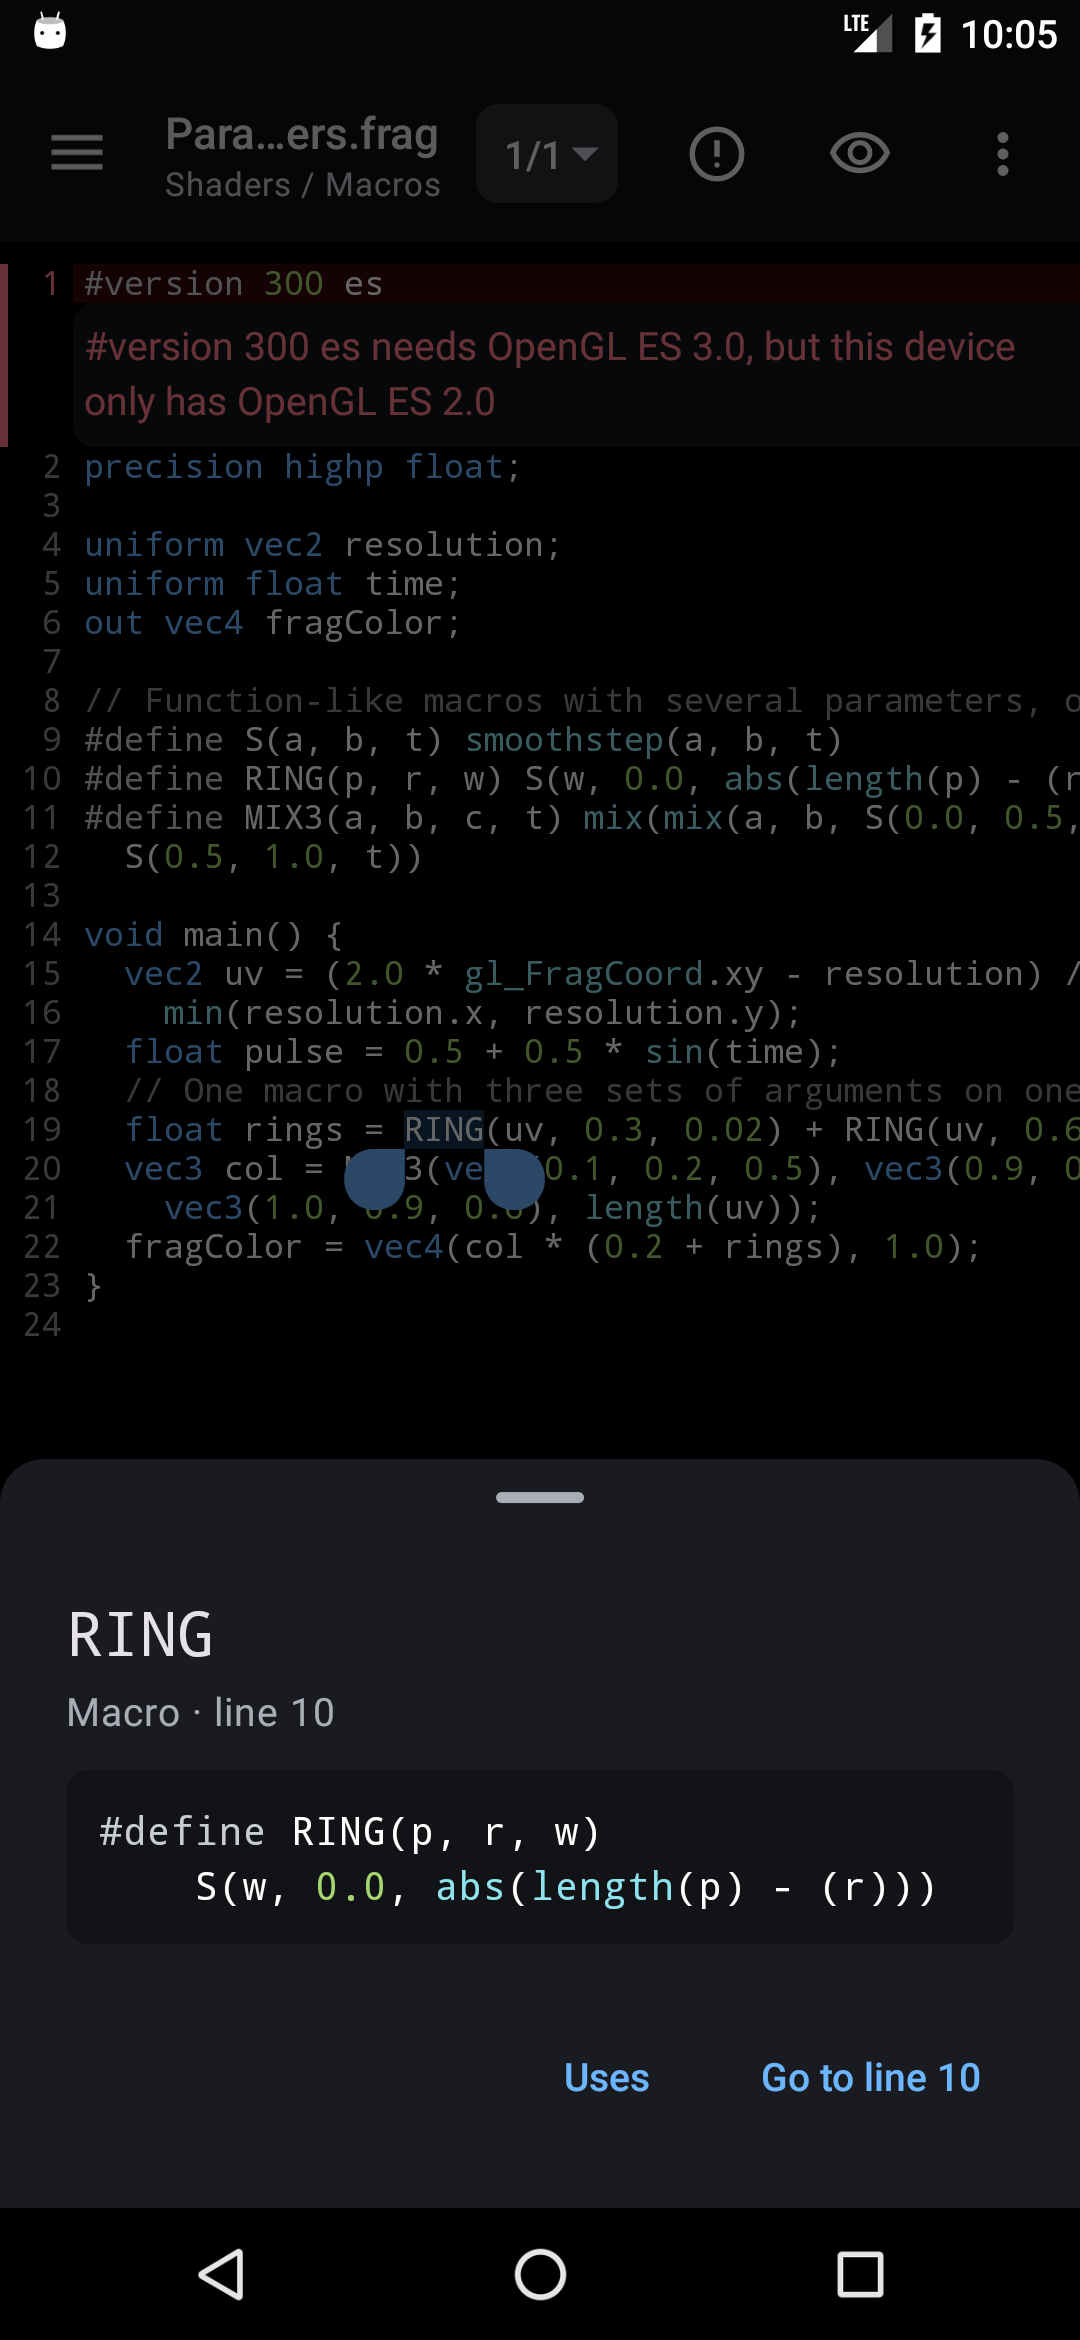 LTE 10:05
Para...ers.frag
Shaders / Macros
1/1
1 #version 300 es
#version 300 es needs OpenGL ES 3.0, but this device
only has OpenGL ES 2.0
2 precision highp float;
3
4 uniform vec2 resolution;
5 uniform float time;
6 out vec4 fragColor;
7
8 // Function-like macros with several parameters,
9 #define S(a, b, t) smoothstep(a, b, t)
10 #define RING(p, r, w) S(w, 0.0, abs(length(p) - (r
11 #define MIX3(a, b, c, t) mix(mix(a, b, S(0.0, 0.5,
12 S(0.5, 1.0, t))
13
14 void main() {
15 vec2 uv = (2.0 * gl_FragCoord.xy - resolution) /
16 min(resolution.x, resolution.y);
17 float pulse = 0.5 + 0.5 * sin(time);
18 // One macro with three sets of arguments on one
19 float rings = RING(uv, 0.3, 0.02) + RING(uv, 0.6
20 vec3 col = 3(ve 0.1, 0.2, 0.5), vec3(0.9, 0
21 vec3(1.0, .9, 0. ), length(uv));
22 fragColor = vec4(col * (0.2 + rings), 1.0);
23 }
24
RING
Macro · line 10
#define RING(p, r, w)
S(w, 0.0, abs(length(p) - (r)))
Uses Go to line 10